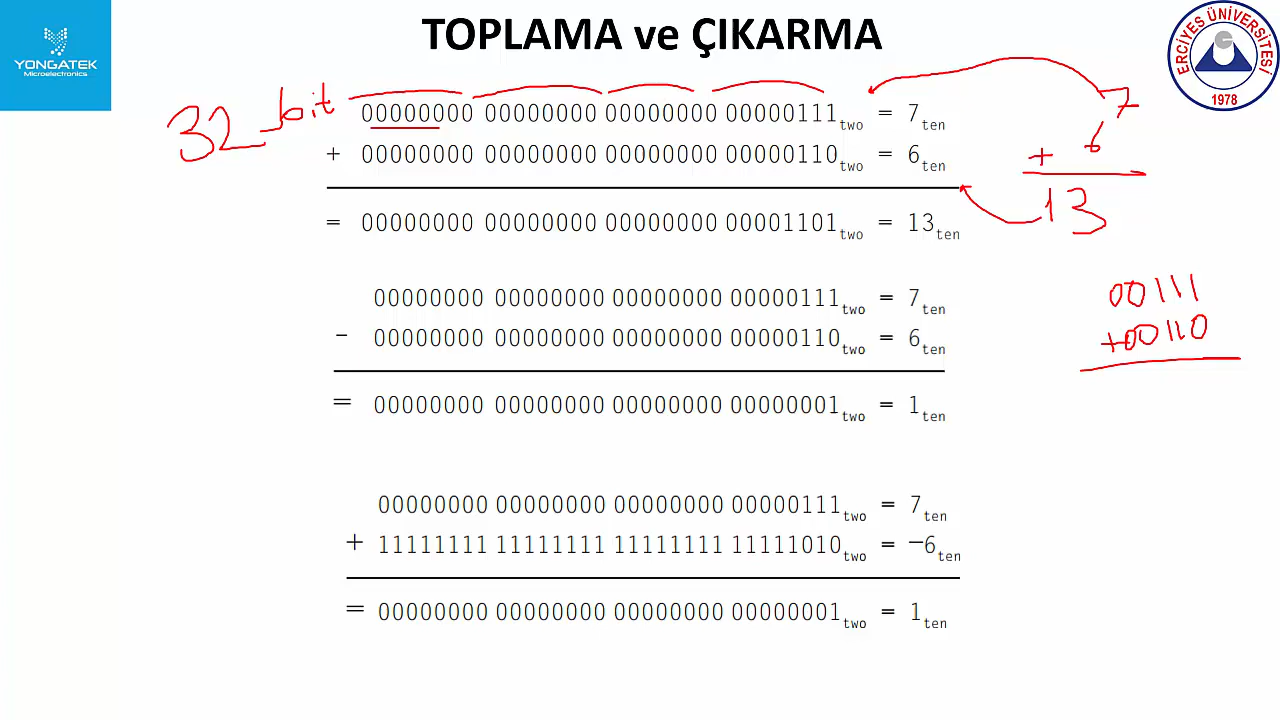 TOPLAMA ve ÇIKARMA
YONGATEK
Microelectronics
ERCİYES ÜNİVERSİTESİ
1978
32 bit
00000000 00000000 00000000 00000111two = 7ten
+ 00000000 00000000 00000000 00000110two = 6ten
= 00000000 00000000 00000000 00001101two = 13ten
7
+ 6
13
00000000 00000000 00000000 00000111two = 7ten
- 00000000 00000000 00000000 00000110two = 6ten
= 00000000 00000000 00000000 00000001two = 1ten
00111
+00110
00000000 00000000 00000000 00000111two = 7ten
+ 11111111 11111111 11111111 11111010two = −6ten
= 00000000 00000000 00000000 00000001two = 1ten